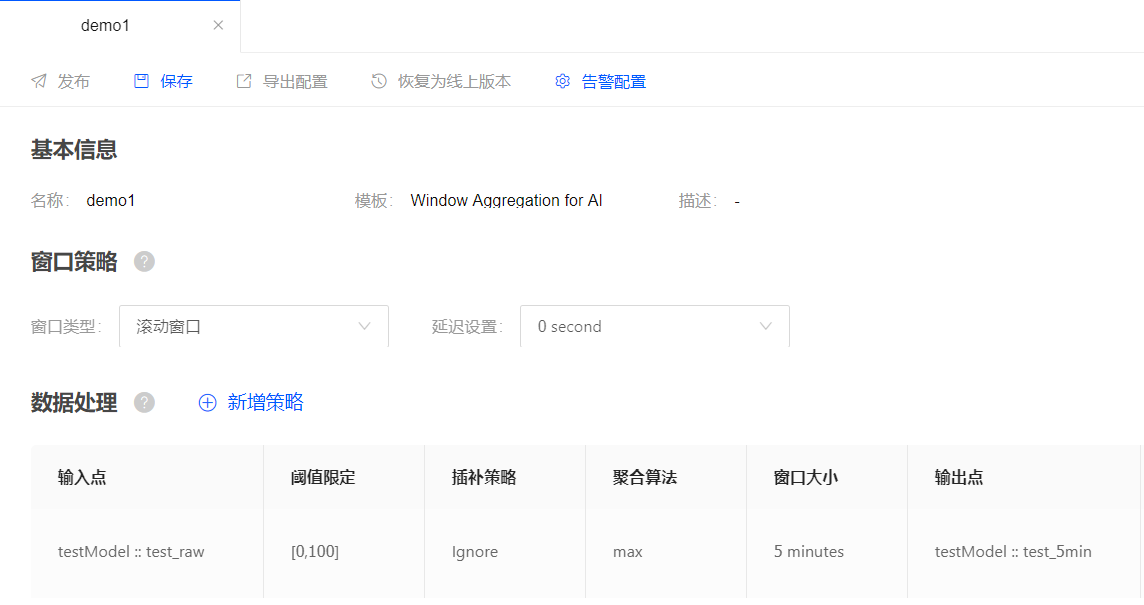 demo1
发布 保存 导出配置 恢复为线上版本 告警配置
基本信息
名称: demo1 模板: Window Aggregation for AI 描述: -
窗口策略 ?
窗口类型: 滚动窗口 延迟设置: 0 second
数据处理 ? 新增策略
输入点 阈值限定 插补策略 聚合算法 窗口大小 输出点
testModel :: test_raw [0,100] Ignore max 5 minutes testModel :: test_5min